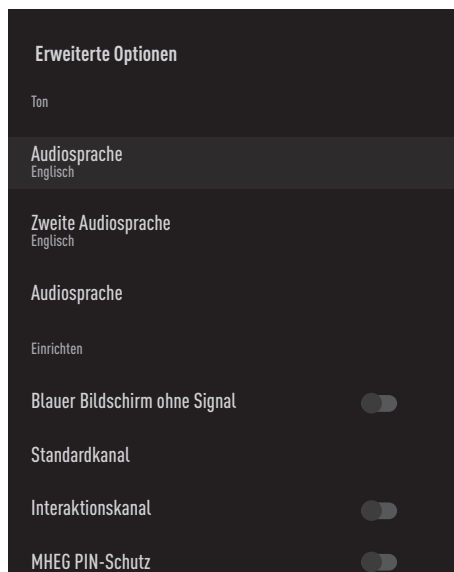 Erweiterte Optionen
Ton
Audiosprache
Englisch
Zweite Audiosprache
Englisch
Audiosprache
Einrichten
Blauer Bildschirm ohne Signal
Standardkanal
Interaktionskanal
MHEG PIN-Schutz